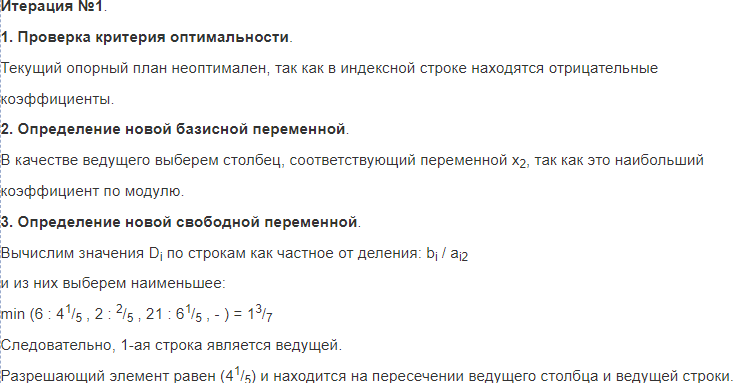 Итерация №1.
1. Проверка критерия оптимальности.
Текущий опорный план неоптимален, так как в индексной строке находятся отрицательные
коэффициенты.
2. Определение новой базисной переменной.
В качестве ведущего выберем столбец, соответствующий переменной x₂, так как это наибольший
коэффициент по модулю.
3. Определение новой свободной переменной.
Вычислим значения Dᵢ по строкам как частное от деления: bᵢ / aᵢ₂
и из них выберем наименьшее:
min (6 : 4¹/₅ , 2 : ²/₅ , 21 : 6¹/₅ , - ) = 1³/₇
Следовательно, 1-ая строка является ведущей.
Разрешающий элемент равен (4¹/₅) и находится на пересечении ведущего столбца и ведущей строки.